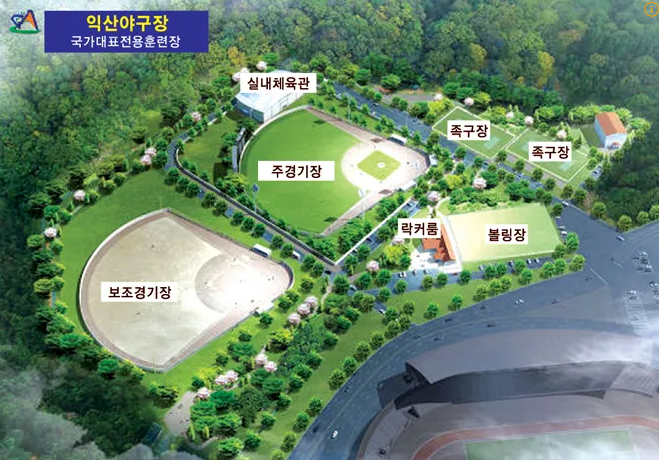 익산야구장
국가대표전용훈련장
실내체육관
족구장
족구장
주경기장
락커룸
볼링장
보조경기장